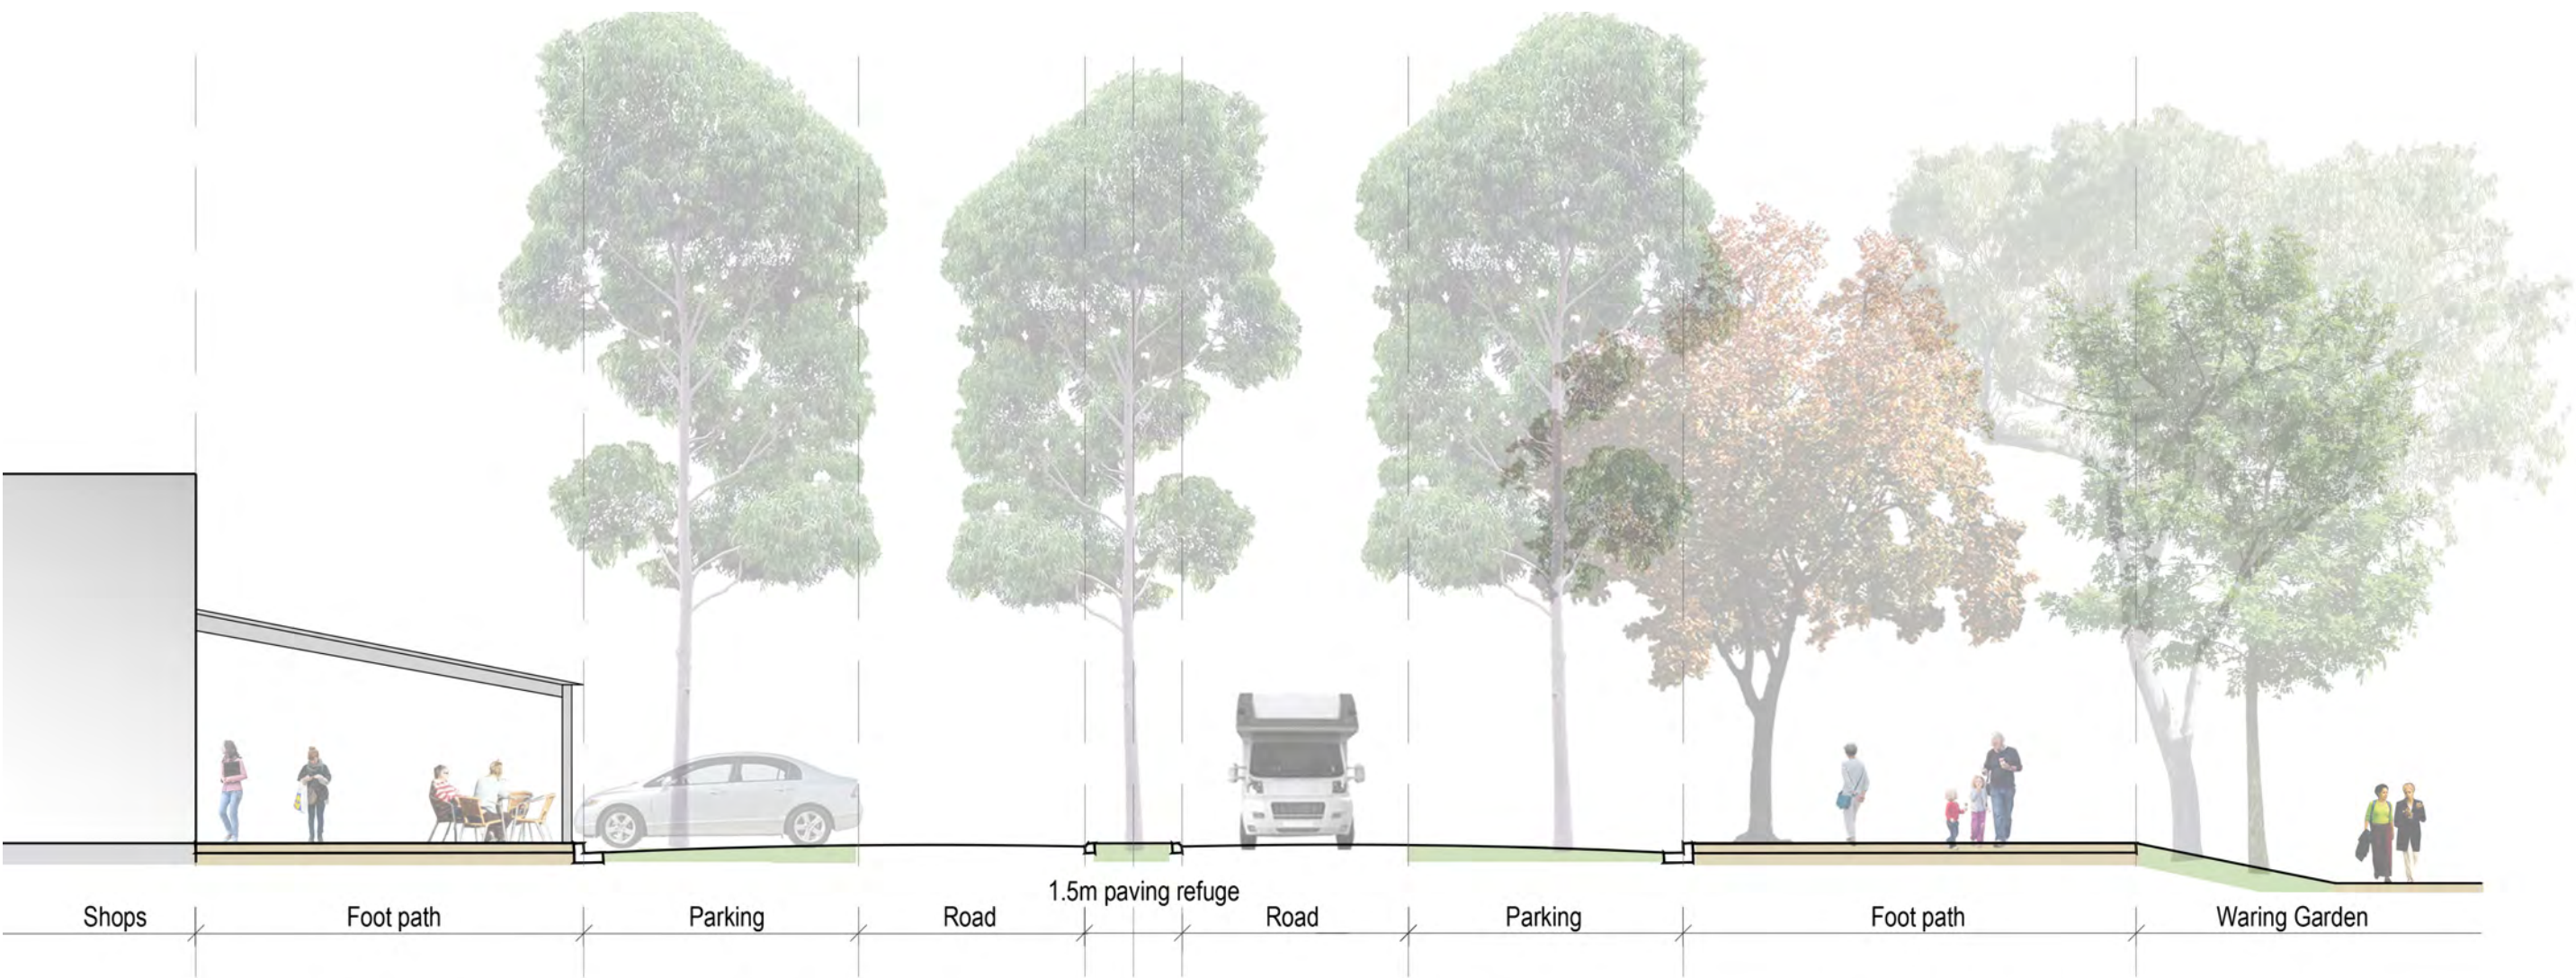 1.5m paving refuge
Shops
Foot path
Parking
Road
Road
Parking
Foot path
Waring Garden